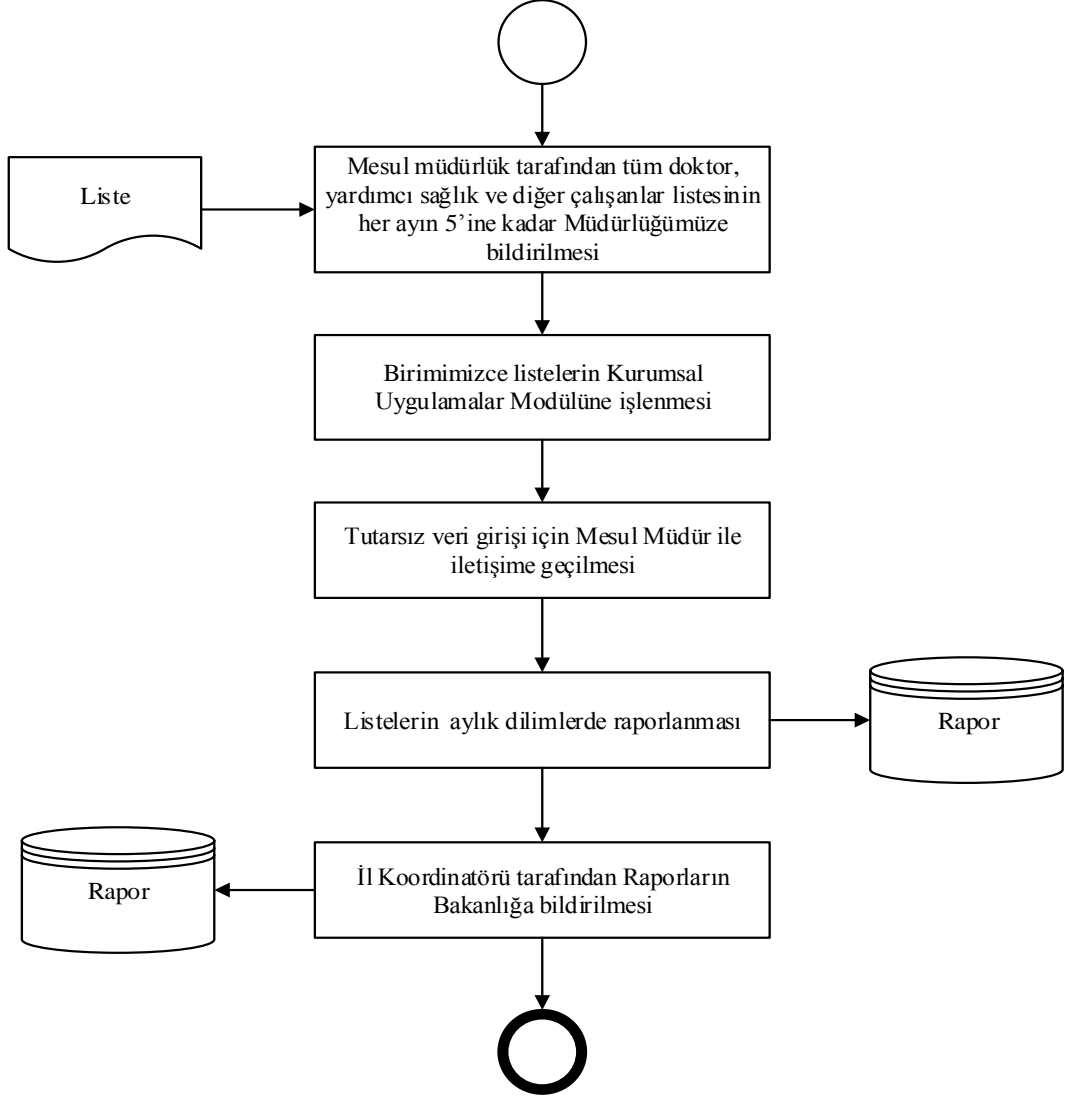 Liste
Mesul müdürlük tarafından tüm doktor,
yardımcı sağlık ve diğer çalışanlar listesinin
her ayın 5’ine kadar Müdürlüğümüze
bildirilmesi
Birimimizce listelerin Kurumsal
Uygulamalar Modülüne işlenmesi
Tutarsız veri girişi için Mesul Müdür ile
iletişime geçilmesi
Listelerin aylık dilimlerde raporlanması
Rapor
Rapor
İl Koordinatörü tarafından Raporların
Bakanlığa bildirilmesi